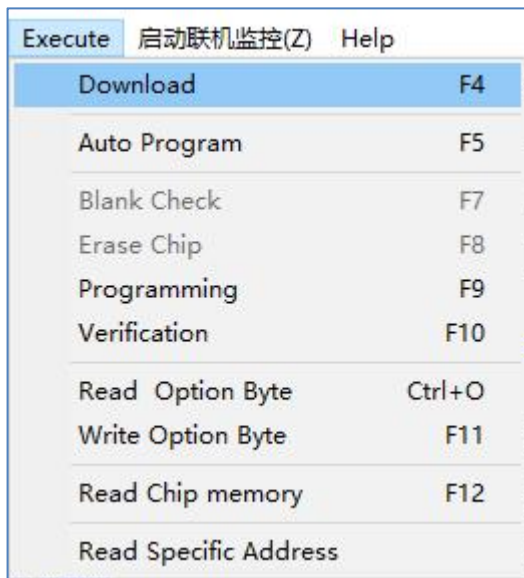 Execute 启动联机监控(Z) Help
Download F4
Auto Program F5
Blank Check F7
Erase Chip F8
Programming F9
Verification F10
Read Option Byte Ctrl+O
Write Option Byte F11
Read Chip memory F12
Read Specific Address